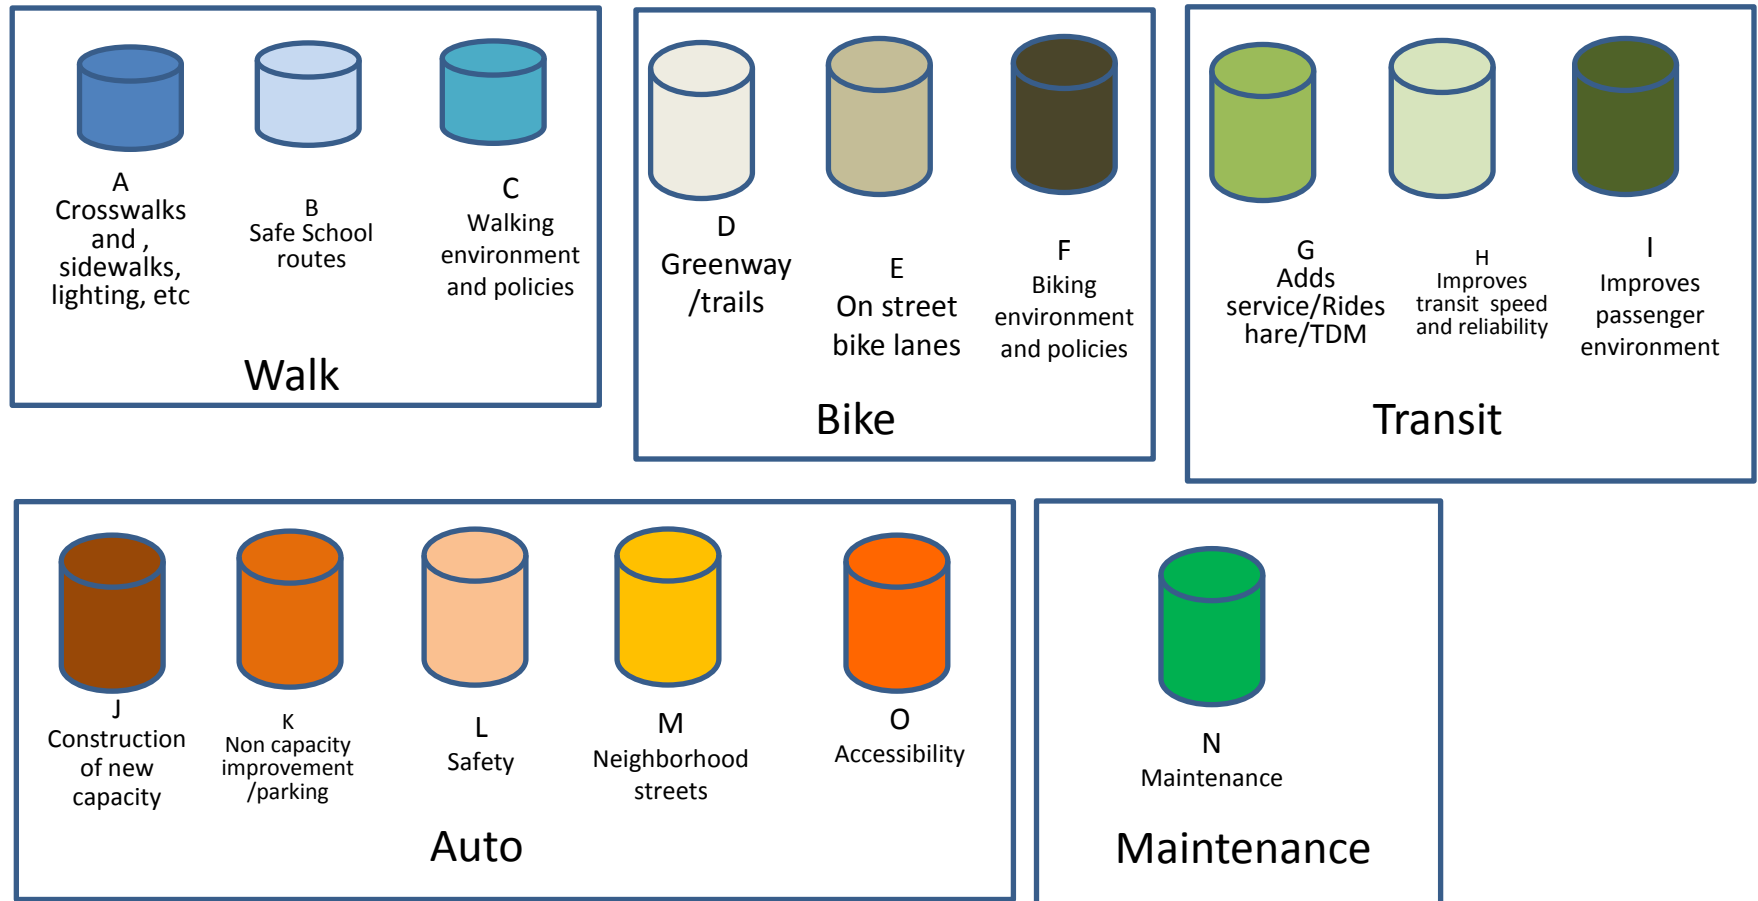 A
Crosswalks
and ,
sidewalks,
lighting, etc
B
Safe School
routes
C
Walking
environment
and policies
Walk
D
Greenway
/trails
E
On street
bike lanes
F
Biking
environment
and policies
Bike
G
Adds
service/Rides
hare/TDM
H
Improves
transit speed
and reliability
I
Improves
passenger
environment
Transit
J
Construction
of new
capacity
K
Non capacity
improvement
/parking
L
Safety
M
Neighborhood
streets
O
Accessibility
Auto
N
Maintenance
Maintenance